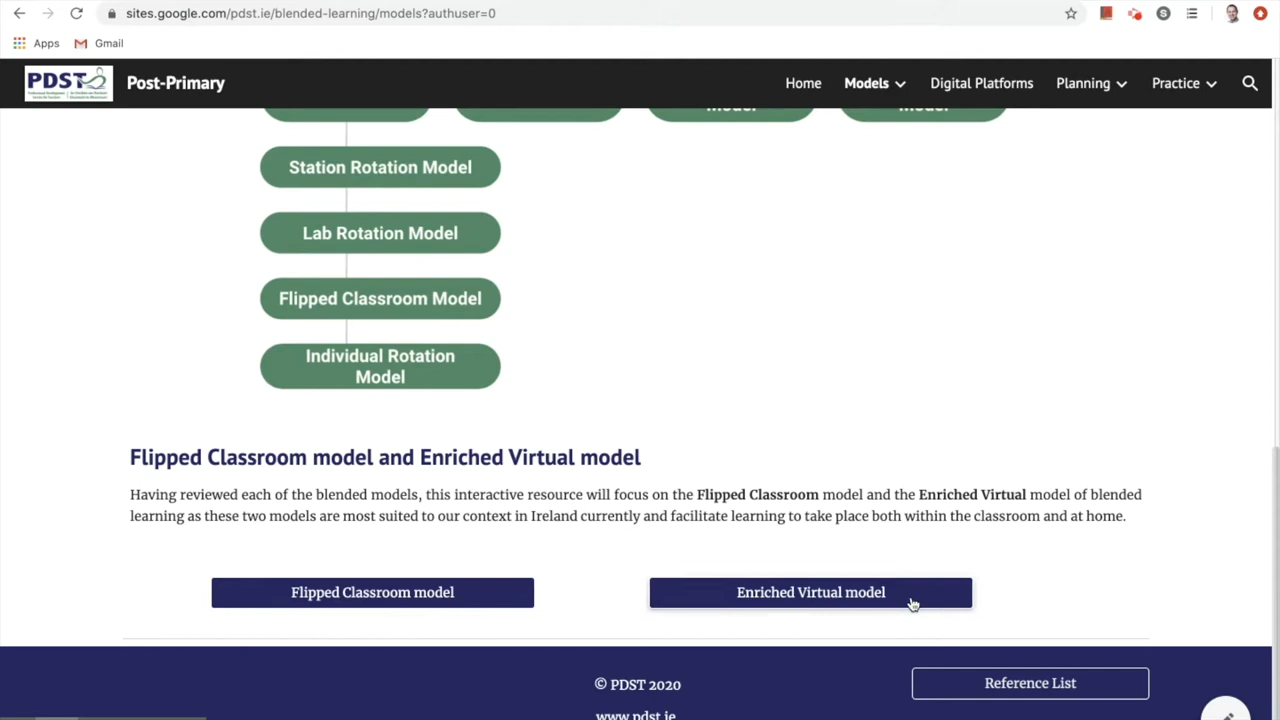 sites.google.com/pdst.ie/blended-learning/models?authuser=0
Apps Gmail
PDST Post-Primary Home Models Digital Platforms Planning Practice
Model Model
Station Rotation Model
Lab Rotation Model
Flipped Classroom Model
Individual Rotation
Model
Flipped Classroom model and Enriched Virtual model
Having reviewed each of the blended models, this interactive resource will focus on the Flipped Classroom model and the Enriched Virtual model of blended
learning as these two models are most suited to our context in Ireland currently and facilitate learning to take place both within the classroom and at home.
Flipped Classroom model Enriched Virtual model
© PDST 2020 Reference List
www.pdst.ie